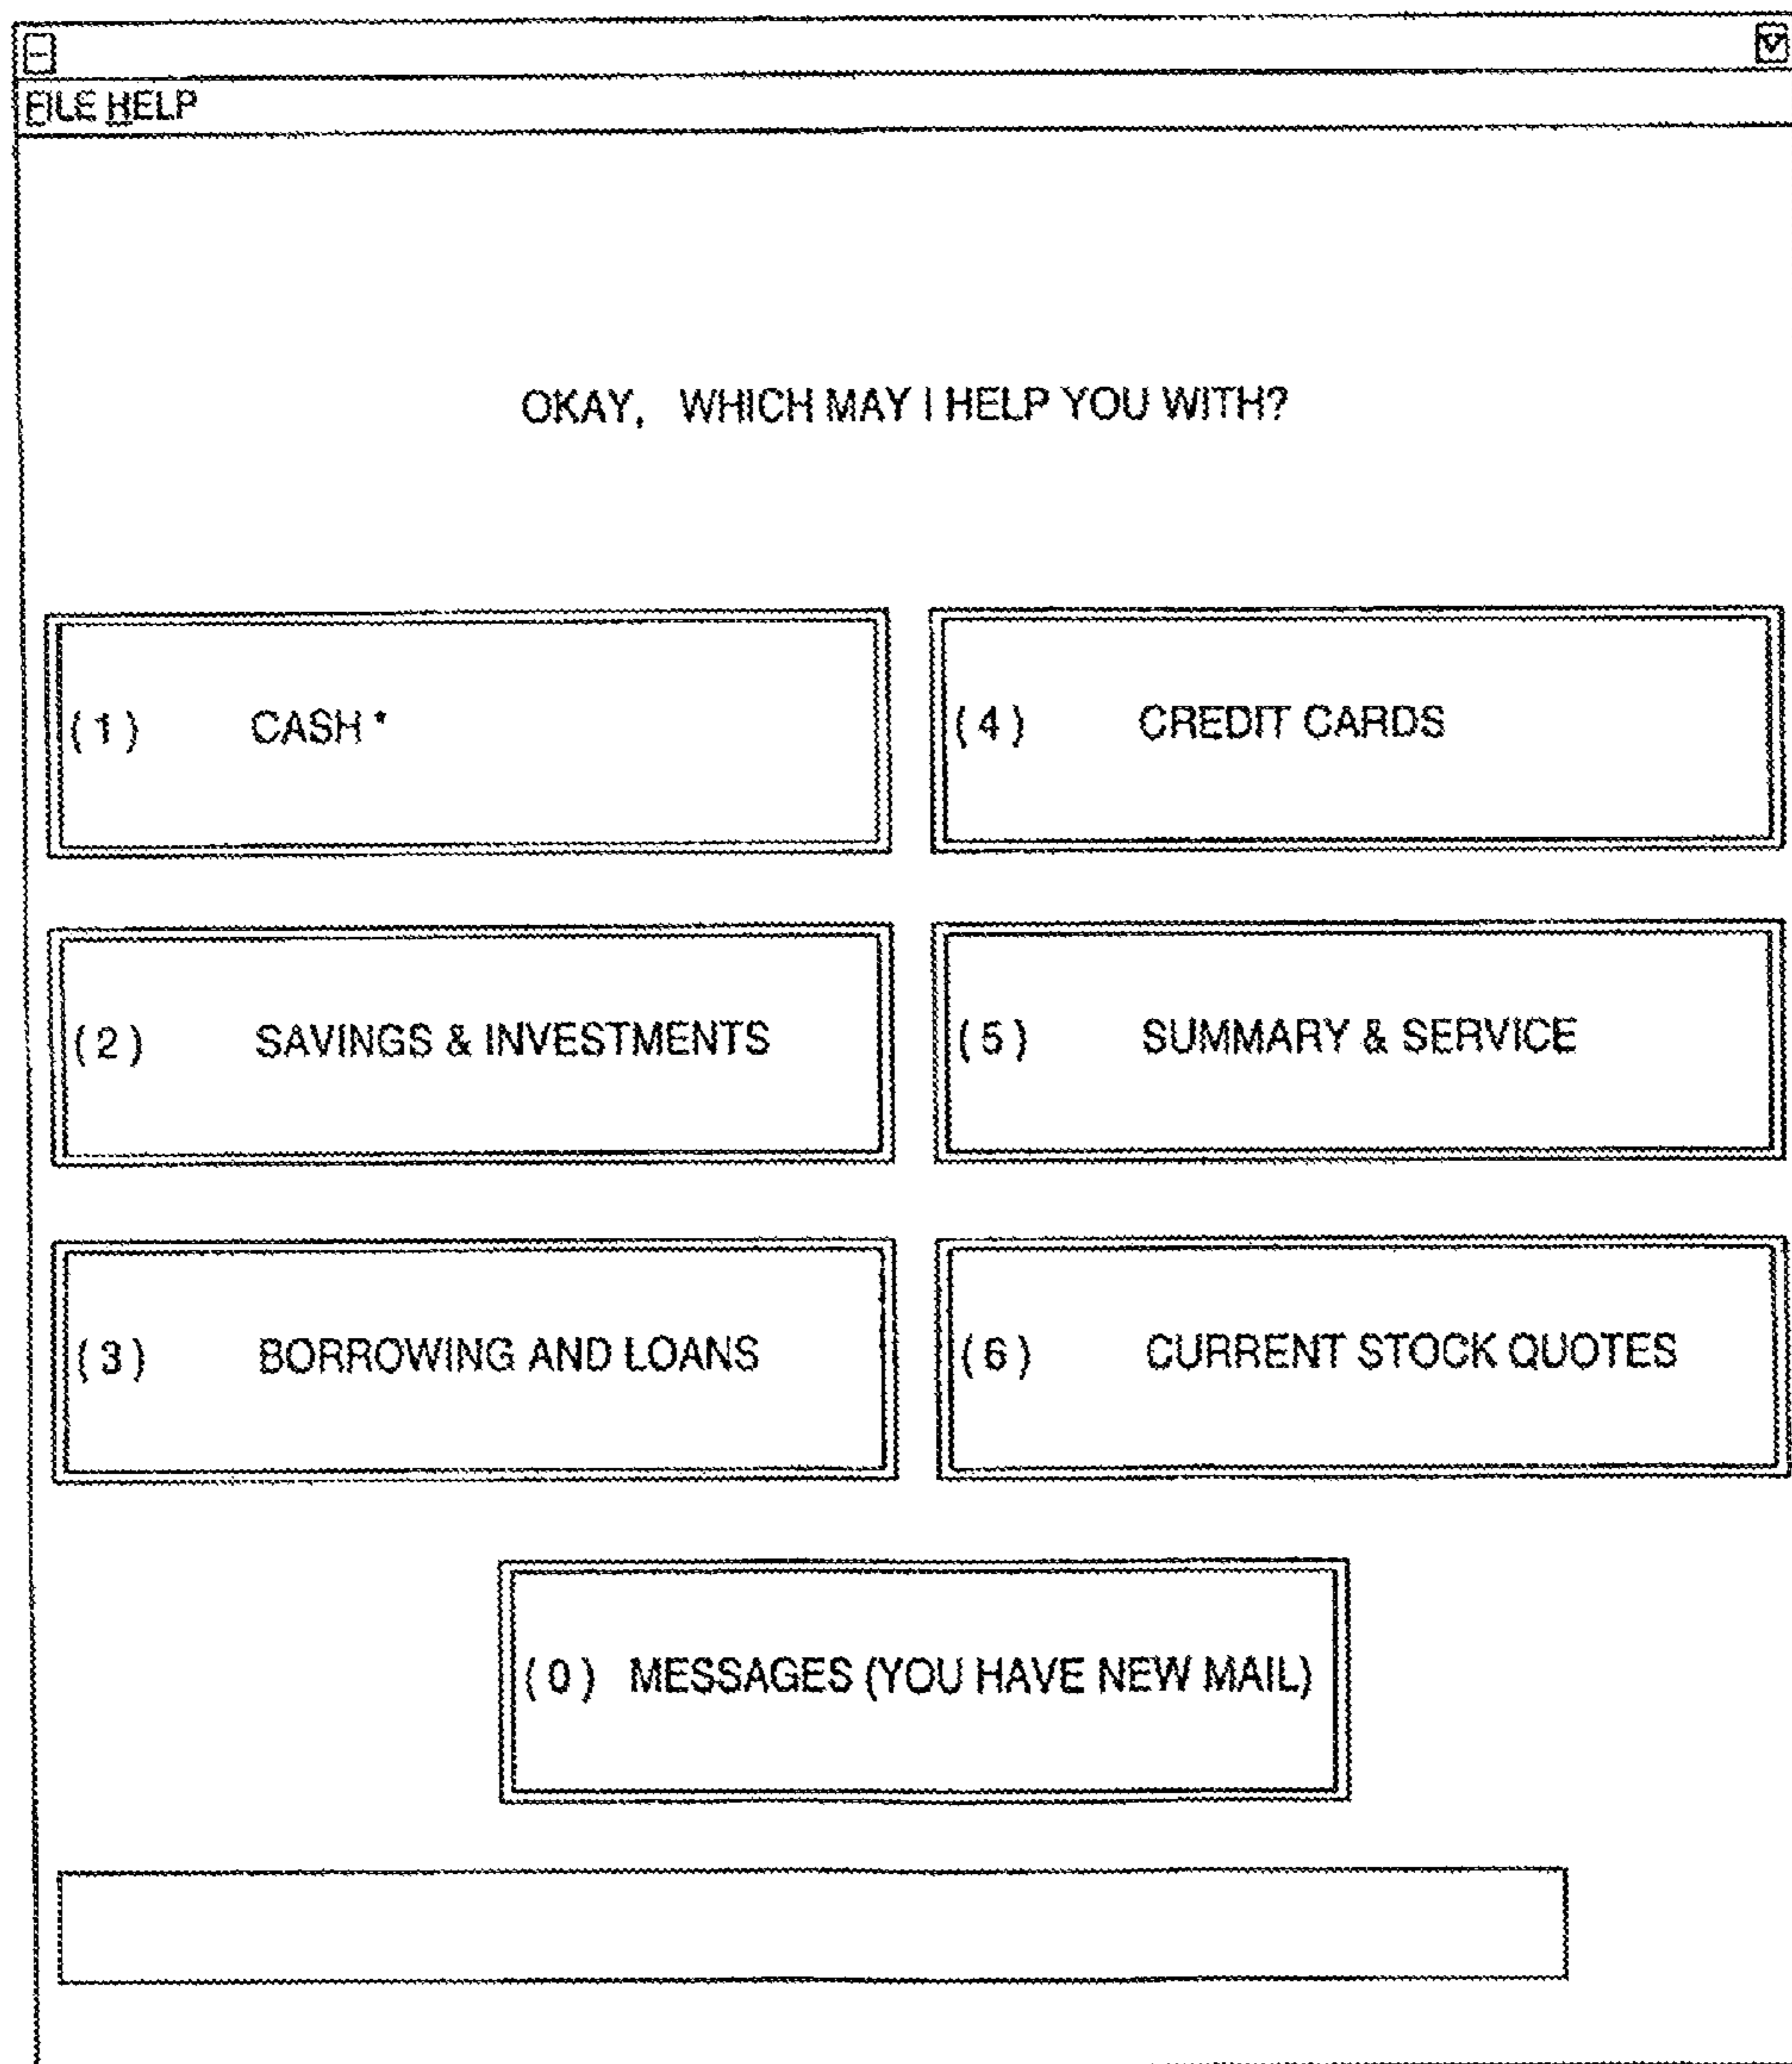 FILE HELP
OKAY, WHICH MAY I HELP YOU WITH?
(1) CASH *
(4) CREDIT CARDS
(2) SAVINGS & INVESTMENTS
(5) SUMMARY & SERVICE
(3) BORROWING AND LOANS
(6) CURRENT STOCK QUOTES
(0) MESSAGES (YOU HAVE NEW MAIL)